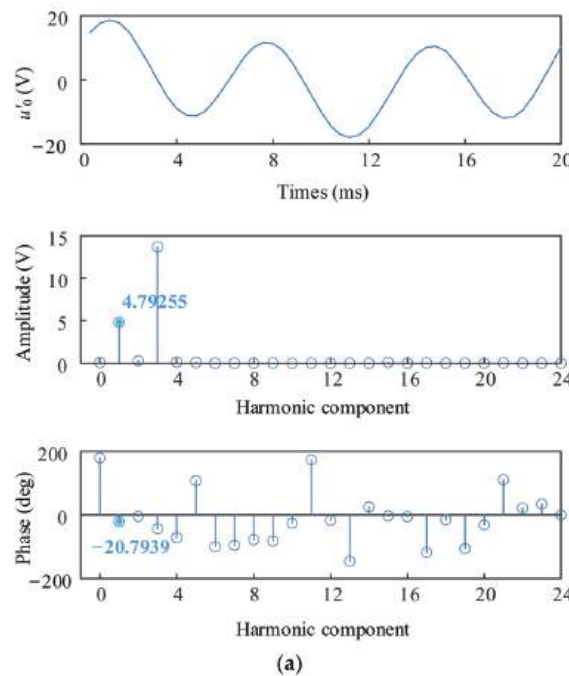 20
0
−20
u'₀ (V)
0 4 8 12 16 20
Times (ms)
15
10
5
0
Amplitude (V)
4.79255
0 4 8 12 16 20 24
Harmonic component
200
0
−200
Phase (deg)
−20.7939
0 4 8 12 16 20 24
Harmonic component
(a)